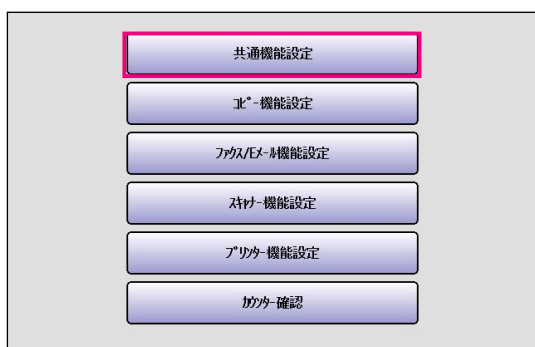 共通機能設定
ｺﾋﾟｰ機能設定
ﾌｧｸｽ/Eﾒｰﾙ機能設定
ｽｷｬﾅｰ機能設定
ﾌﾟﾘﾝﾀｰ機能設定
ｶｳﾝﾀｰ確認